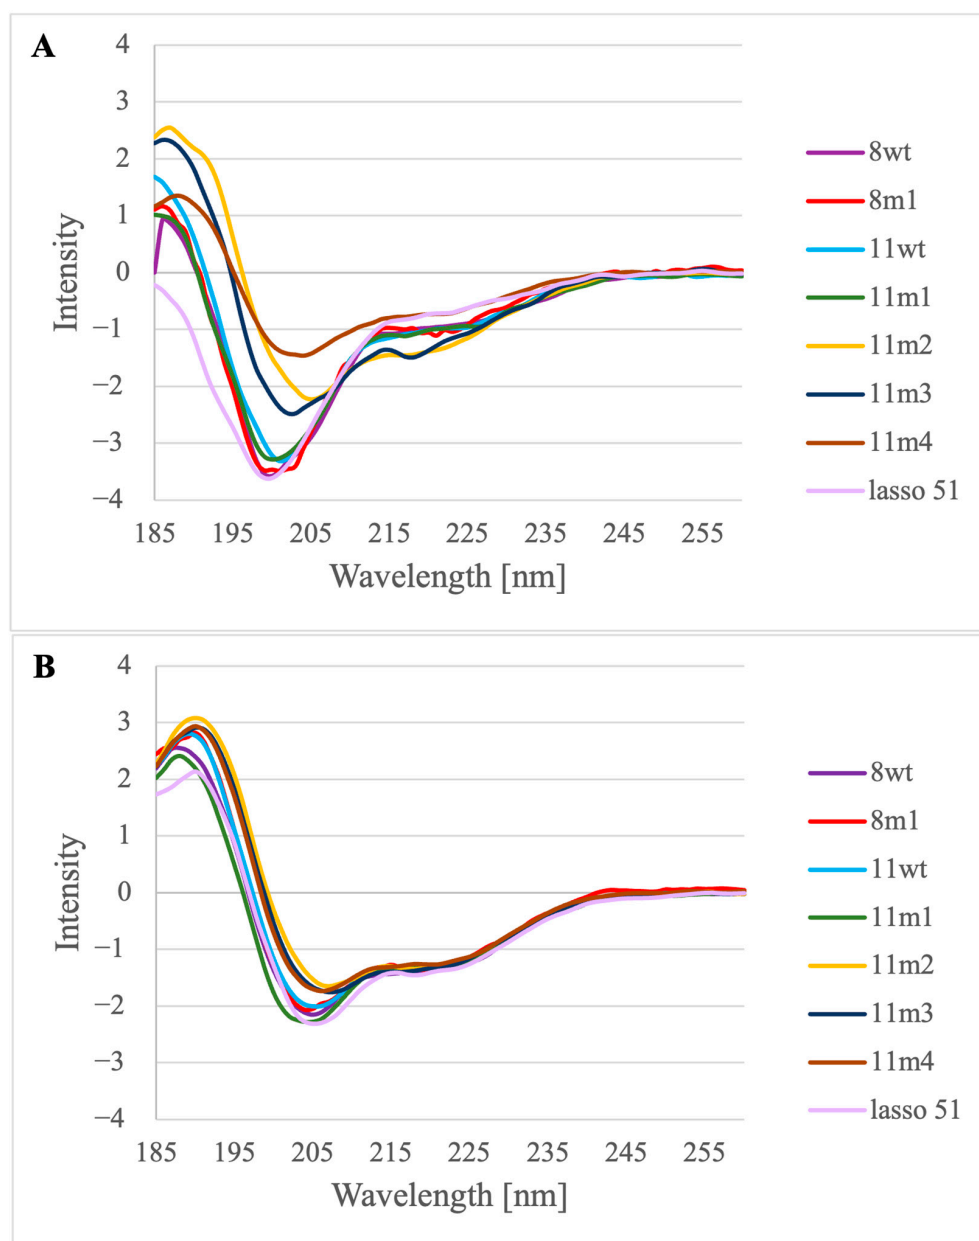 A
4
3
2
1
0
−1
−2
−3
−4
Intensity
185 195 205 215 225 235 245 255
Wavelength [nm]
8wt
8m1
11wt
11m1
11m2
11m3
11m4
lasso 51
B
4
3
2
1
0
−1
−2
−3
−4
Intensity
185 195 205 215 225 235 245 255
Wavelength [nm]
8wt
8m1
11wt
11m1
11m2
11m3
11m4
lasso 51